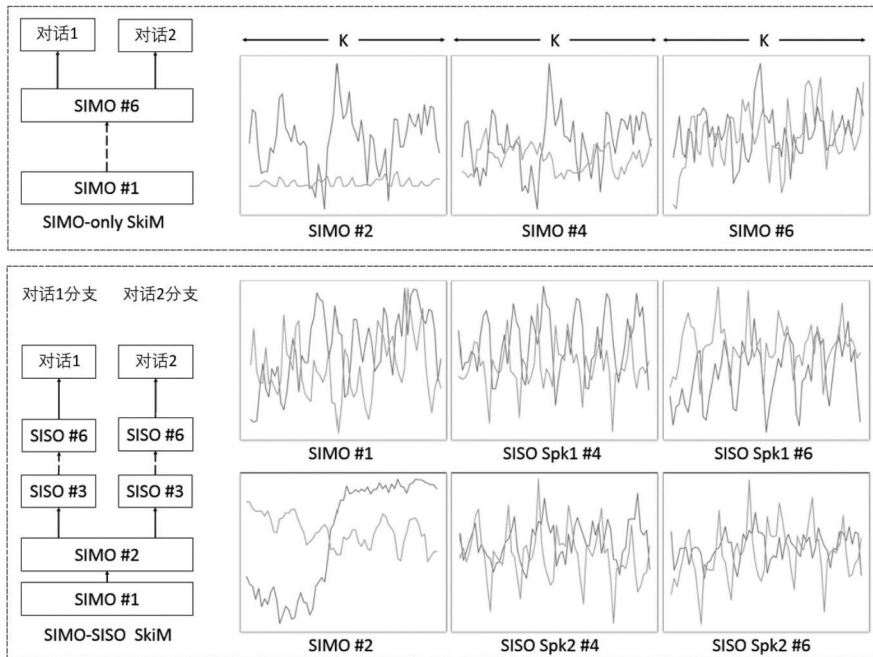 对话1 对话2
SIMO #6
SIMO #1
SIMO-only SkiM
K K K
SIMO #2 SIMO #4 SIMO #6
对话1分支 对话2分支
对话1 对话2
SISO #6 SISO #6
SISO #3 SISO #3
SIMO #2
SIMO #1
SIMO-SISO SkiM
SIMO #1 SISO Spk1 #4 SISO Spk1 #6
SIMO #2 SISO Spk2 #4 SISO Spk2 #6